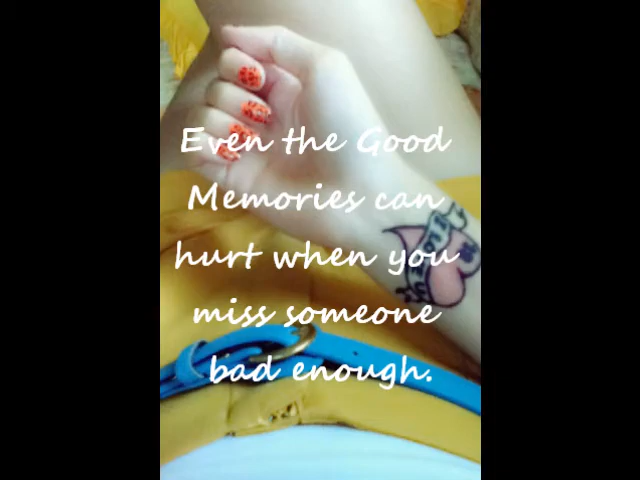 Even the Good
Memories can
hurt when you
miss someone
bad enough.